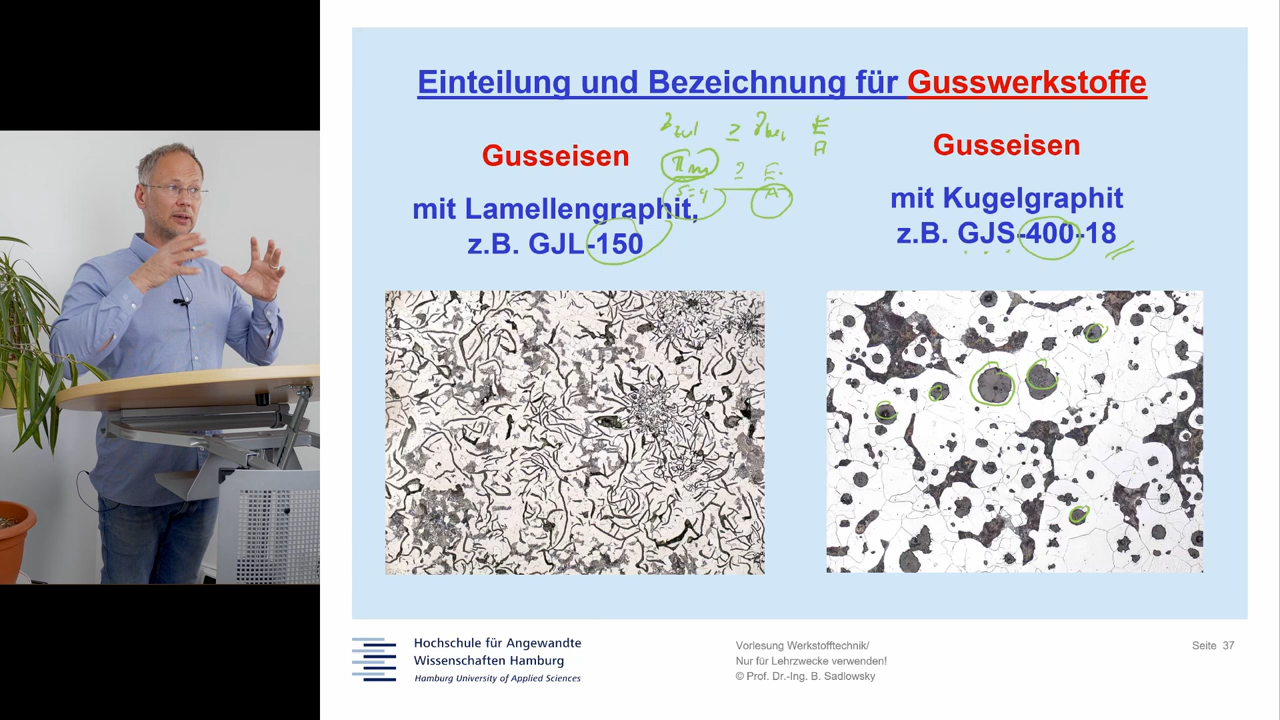 Einteilung und Bezeichnung für Gusswerkstoffe
Gusseisen
mit Lamellengraphit,
z.B. GJL-150
Gusseisen
mit Kugelgraphit
z.B. GJS-400-18
Hochschule für Angewandte
Wissenschaften Hamburg
Hamburg University of Applied Sciences
Vorlesung Werkstofftechnik/
Nur für Lehrzwecke verwenden!
© Prof. Dr.-Ing. B. Sadlowsky
Seite 37